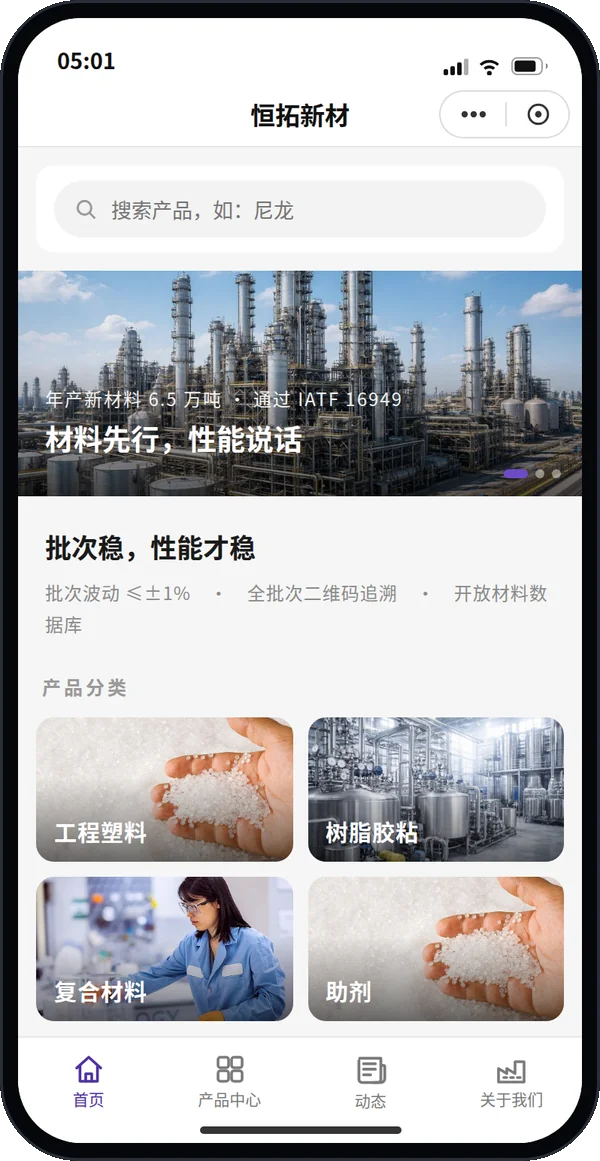 05:01
恒拓新材
搜索产品，如：尼龙
年产新材料 6.5 万吨 · 通过 IATF 16949
材料先行，性能说话
批次稳，性能才稳
批次波动 ≤±1% · 全批次二维码追溯 · 开放材料数
据库
产品分类
工程塑料
树脂胶粘
复合材料
助剂
首页
产品中心
动态
关于我们